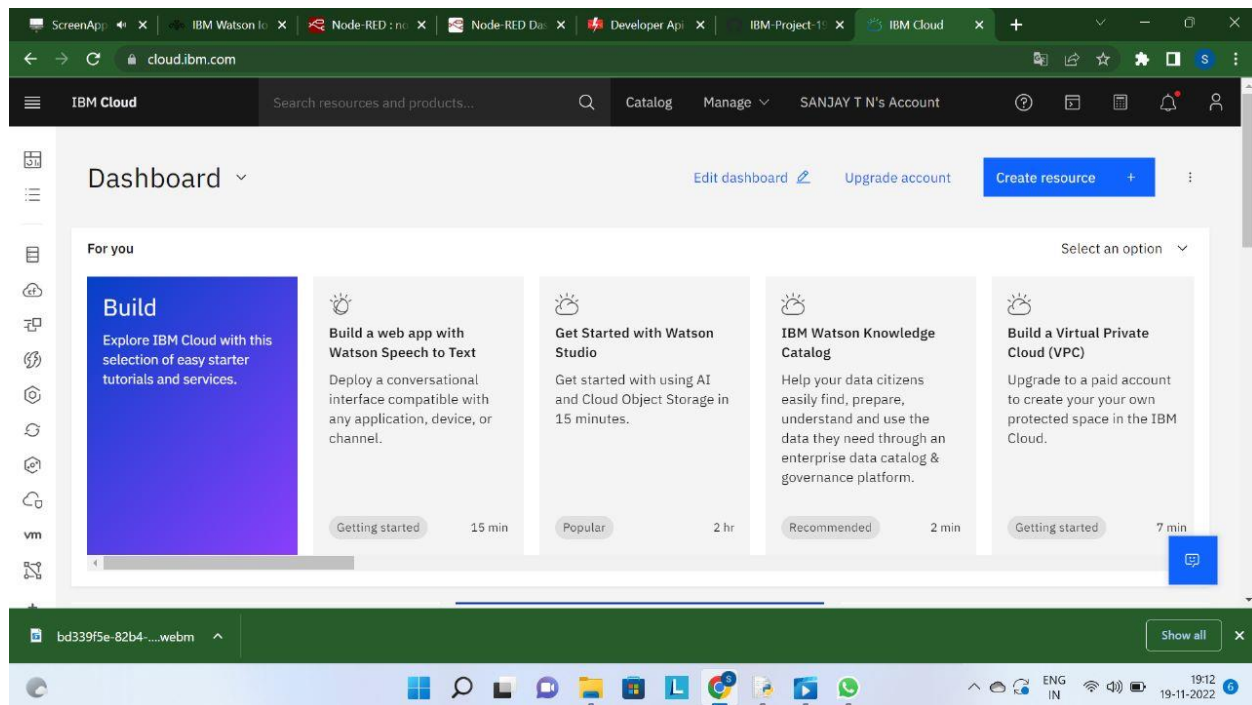 ScreenApp
IBM Watson Io
Node-RED : no
Node-RED Das
Developer Api
IBM-Project-19
IBM Cloud
cloud.ibm.com
S
IBM Cloud
Search resources and products...
Catalog
Manage
SANJAY T N's Account
Dashboard
Edit dashboard
Upgrade account
Create resource +
For you
Select an option
Build
Explore IBM Cloud with this
selection of easy starter
tutorials and services.
Build a web app with
Watson Speech to Text
Deploy a conversational
interface compatible with
any application, device, or
channel.
Getting started
15 min
Get Started with Watson
Studio
Get started with using AI
and Cloud Object Storage in
15 minutes.
Popular
2 hr
IBM Watson Knowledge
Catalog
Help your data citizens
easily find, prepare,
understand and use the
data they need through an
enterprise data catalog &
governance platform.
Recommended
2 min
Build a Virtual Private
Cloud (VPC)
Upgrade to a paid account
to create your your own
protected space in the IBM
Cloud.
Getting started
7 min
vm
bd339f5e-82b4-....webm
Show all
L
S
ENG
IN
19:12
19-11-2022
6